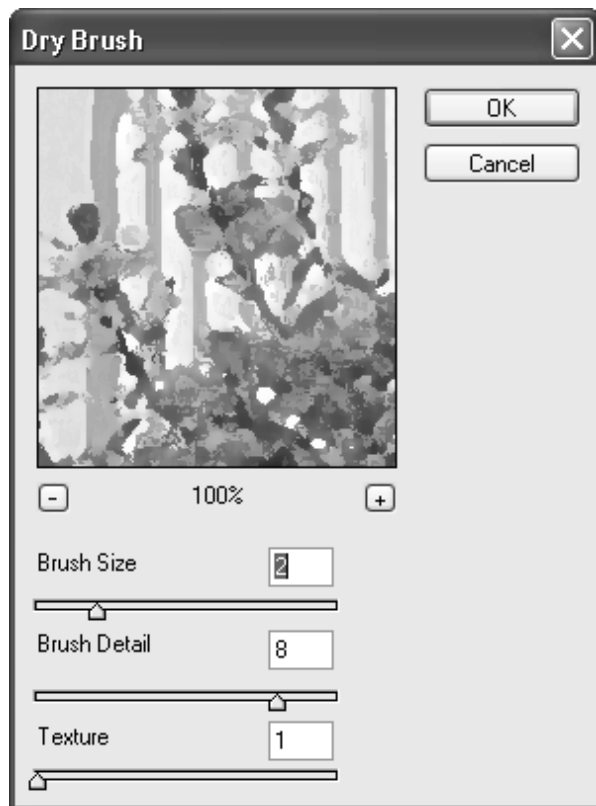 Dry Brush
OK
Cancel
- 100% +
Brush Size 2
Brush Detail 8
Texture 1